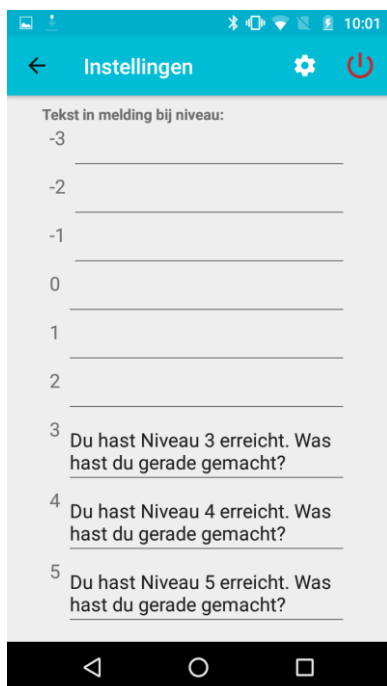 10:01
Instellingen
Tekst in melding bij niveau:
-3
-2
-1
0
1
2
3 Du hast Niveau 3 erreicht. Was
hast du gerade gemacht?
4 Du hast Niveau 4 erreicht. Was
hast du gerade gemacht?
5 Du hast Niveau 5 erreicht. Was
hast du gerade gemacht?